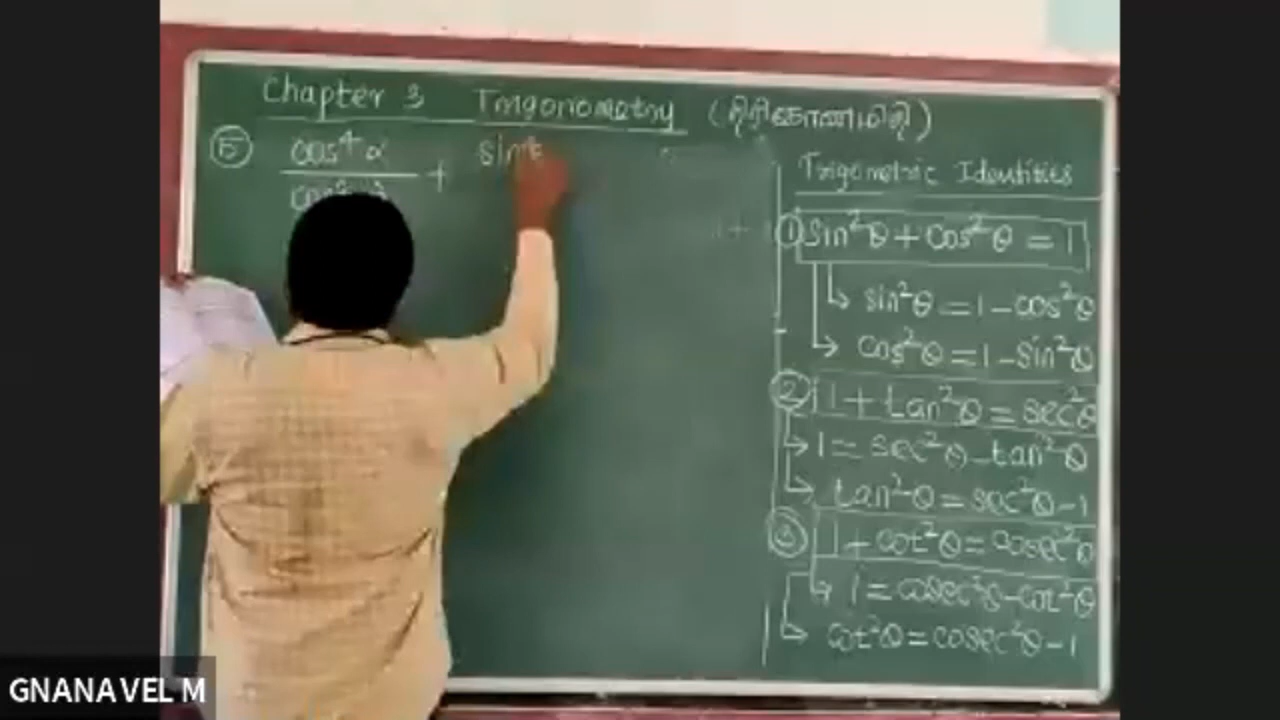 Chapter 3 Trigonometry (திரிகோணமிதி)
⑤ cos⁴α
+ sin
Trigometric Identities
① Sin²θ + Cos²θ = 1
sin²θ = 1 - cos²θ
Cos²θ = 1 - Sin²θ
② 1 + tan²θ = sec²θ
1 = sec²θ - tan²θ
tan²θ = sec²θ - 1
③ 1 + cot²θ = cosec²θ
1 = cosec²θ - cot²θ
cot²θ = cosec²θ - 1
GNANAVEL M